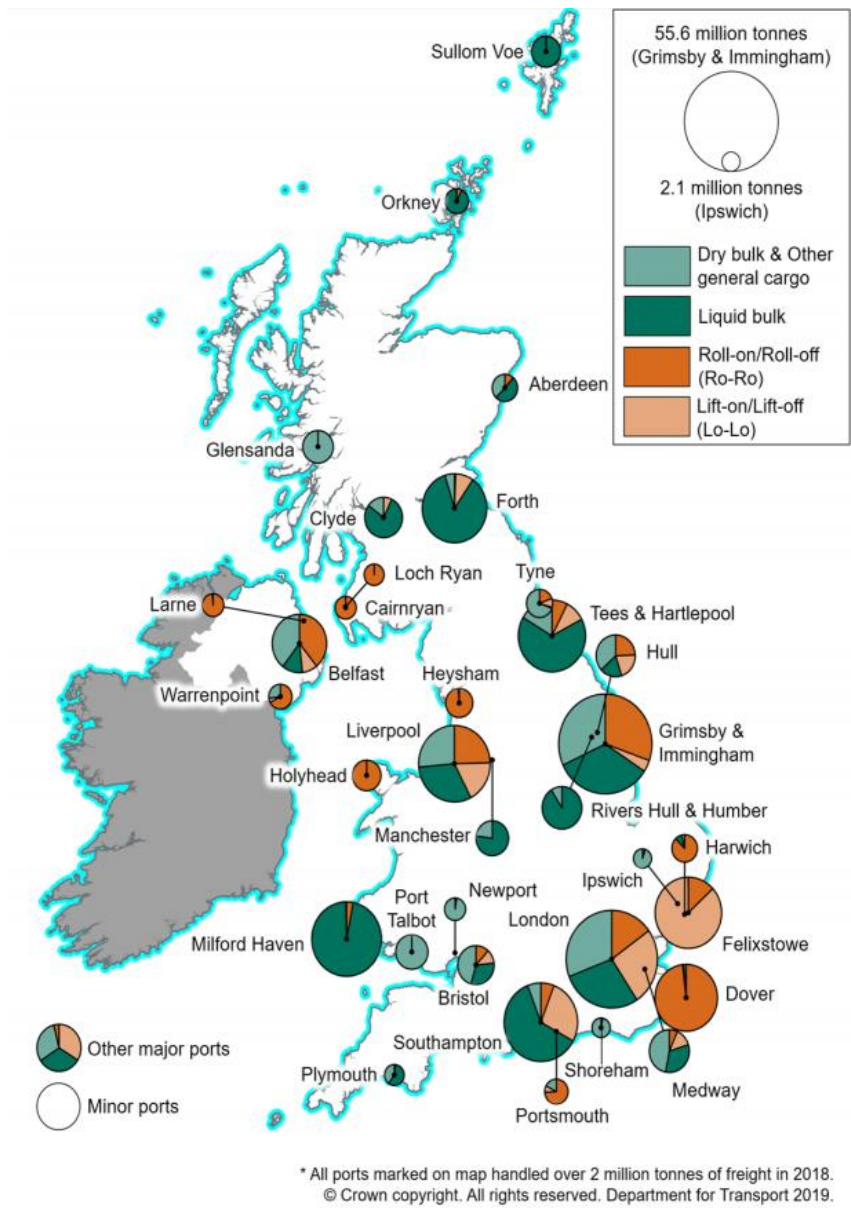 Sullom Voe
55.6 million tonnes
(Grimsby & Immingham)
2.1 million tonnes
(Ipswich)
Dry bulk & Other
general cargo
Liquid bulk
Roll-on/Roll-off
(Ro-Ro)
Lift-on/Lift-off
(Lo-Lo)
Orkney
Aberdeen
Glensanda
Clyde
Forth
Loch Ryan
Cairnryan
Larne
Belfast
Warrenpoint
Tyne
Tees & Hartlepool
Hull
Heysham
Liverpool
Holyhead
Manchester
Grimsby &
Immingham
Rivers Hull & Humber
Harwich
Ipswich
Felixstowe
Newport
Port
Talbot
Milford Haven
London
Bristol
Dover
Southampton
Shoreham
Medway
Plymouth
Portsmouth
Other major ports
Minor ports
* All ports marked on map handled over 2 million tonnes of freight in 2018.
© Crown copyright. All rights reserved. Department for Transport 2019.